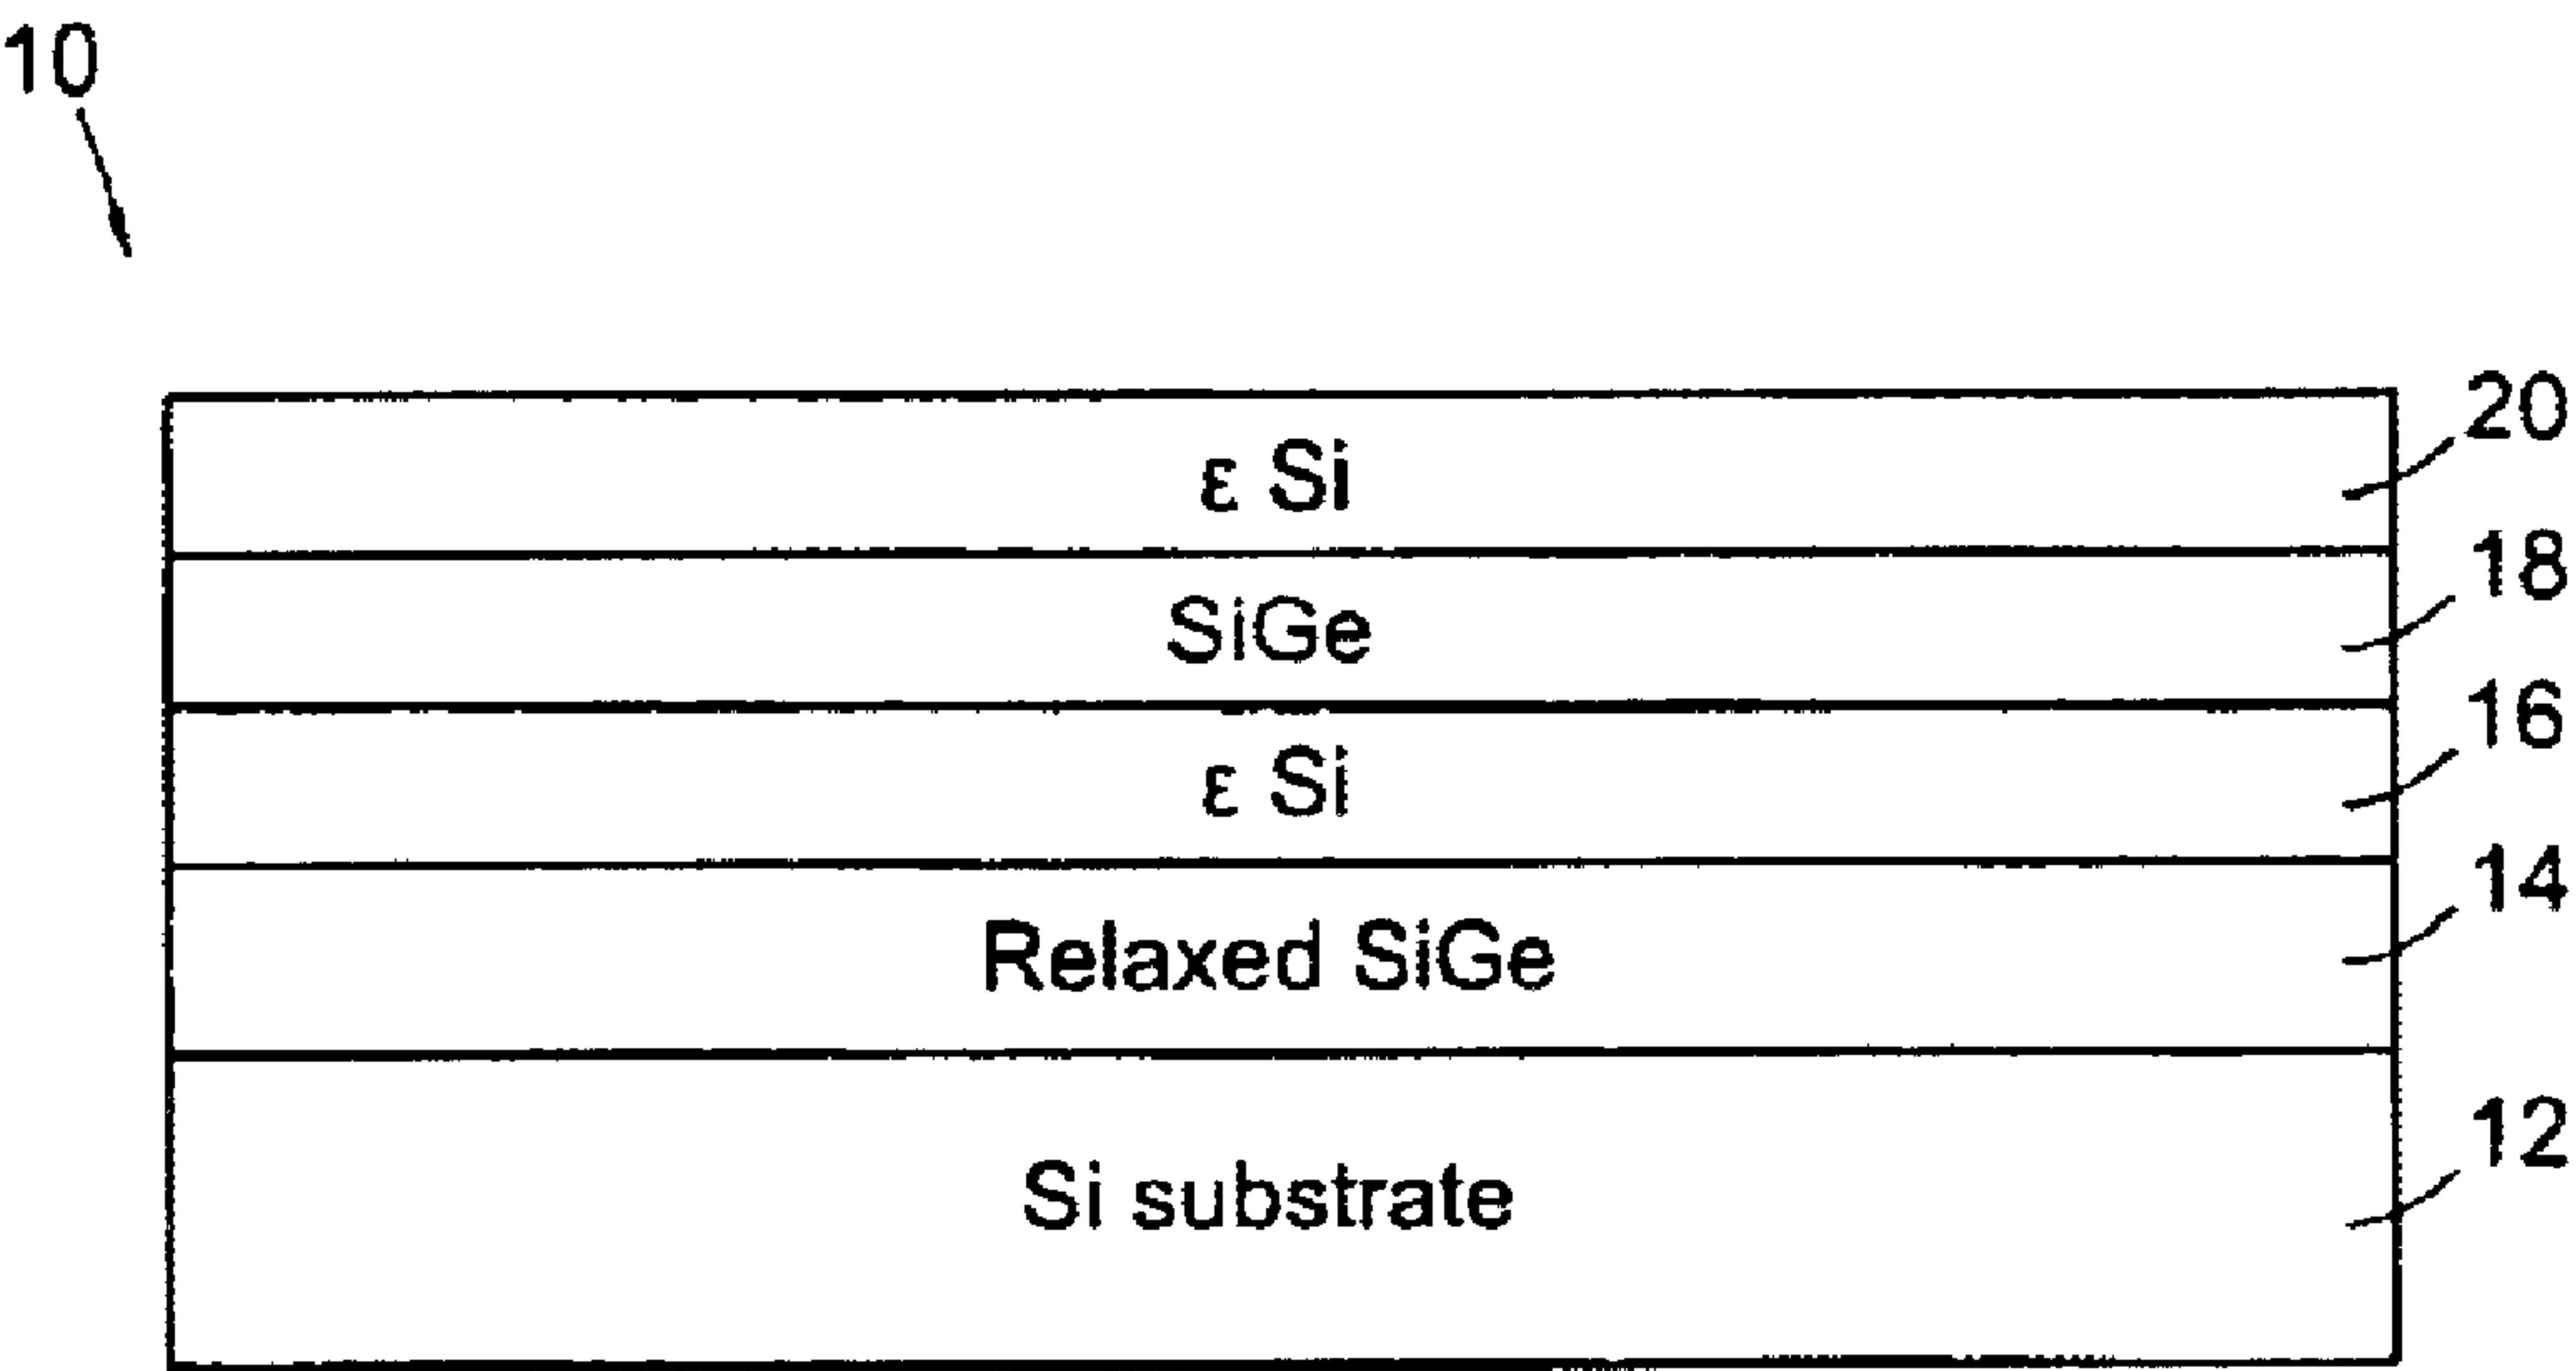 10
20
ε Si
18
SiGe
16
ε Si
14
Relaxed SiGe
12
Si substrate